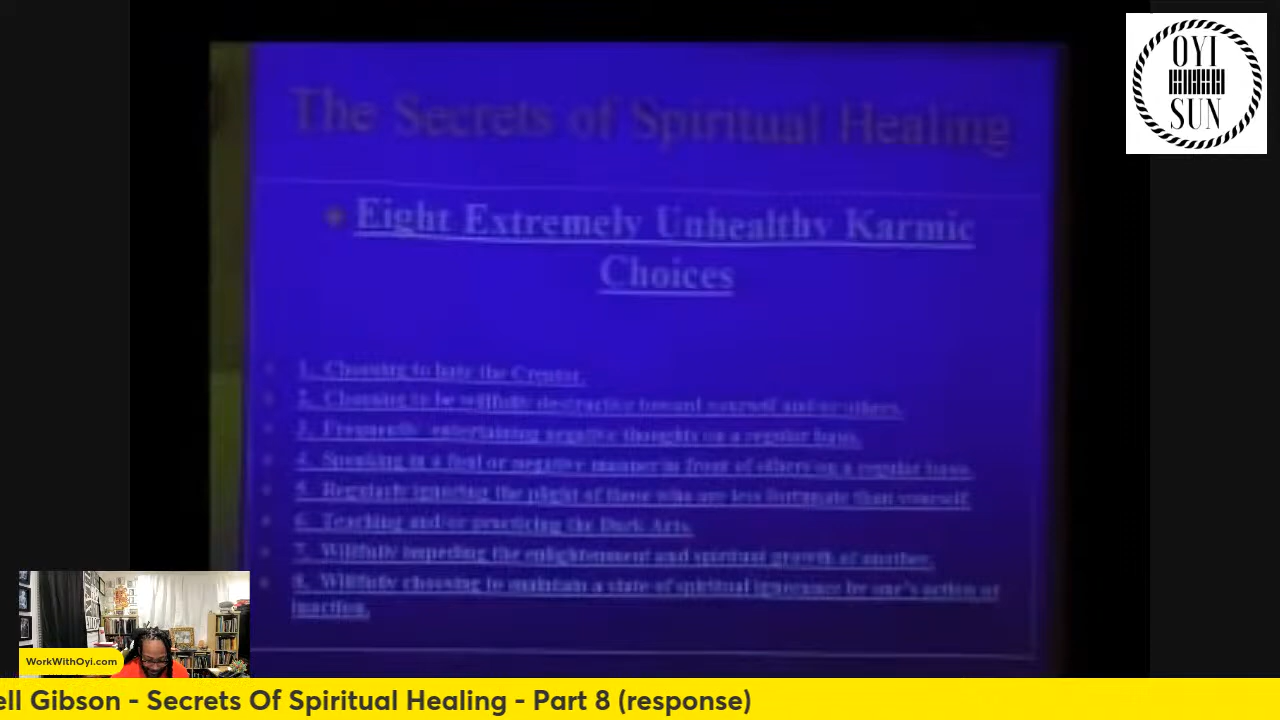 OYI
SUN
The Secrets of Spiritual Healing
Eight Extremely Unhealthy Karmic
Choices
1. Choosing to hate the Creator.
2. Choosing to be willfully destructive toward yourself and/or others.
3. Frequently entertaining negative thoughts on a regular basis.
4. Speaking in a foul or negative manner in front of others on a regular basis.
5. Regularly ignoring the plight of those who are less fortunate than yourself.
6. Teaching and/or practicing the Dark Arts.
7. Willfully impeding the enlightenment and spiritual growth of another.
8. Willfully choosing to maintain a state of spiritual ignorance by one's action or
inaction.
WorkWithOyi.com
ell Gibson - Secrets Of Spiritual Healing - Part 8 (response)